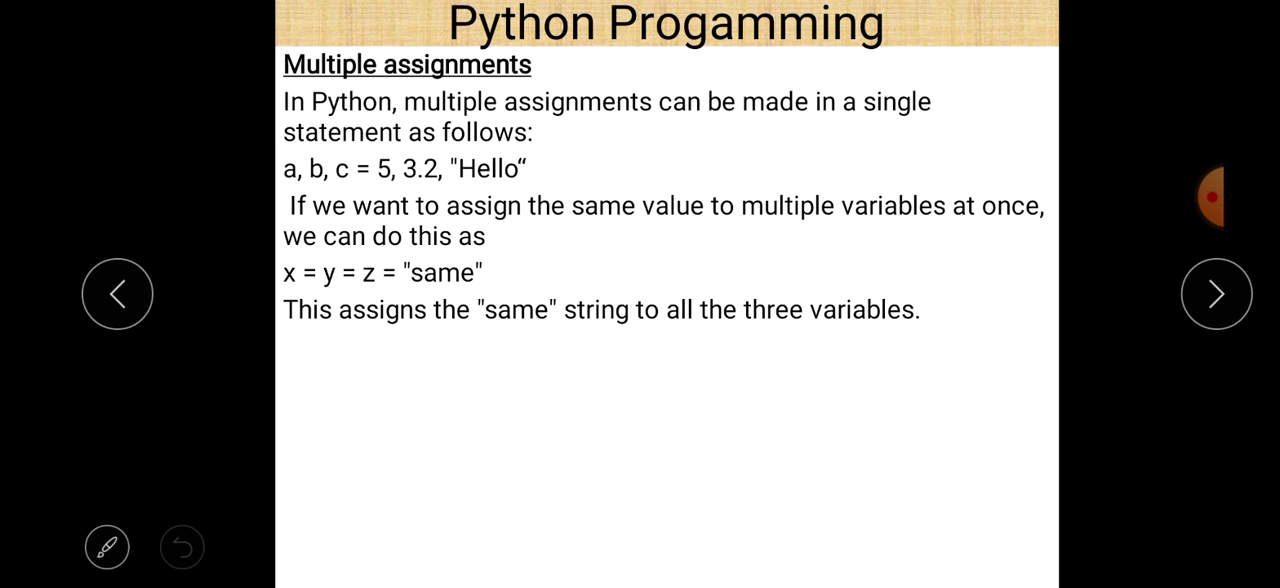 Python Progamming
Multiple assignments
In Python, multiple assignments can be made in a single
statement as follows:
a, b, c = 5, 3.2, "Hello“
If we want to assign the same value to multiple variables at once,
we can do this as
x = y = z = "same"
This assigns the "same" string to all the three variables.